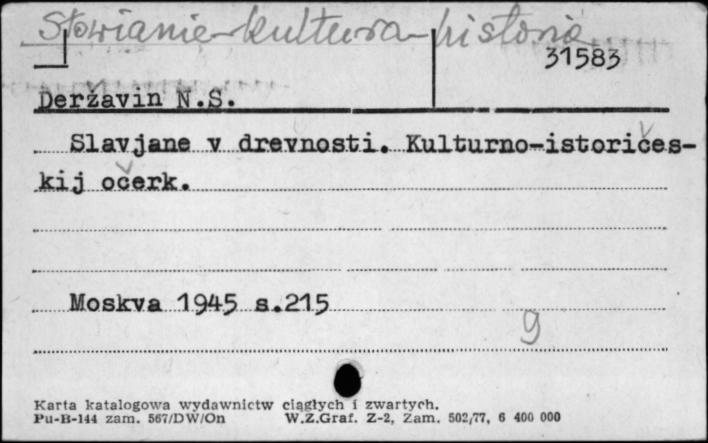 Słowianie-kultura-historia
31583
Deržavin N.S.
Slavjane v drevnosti. Kulturno-istoričes-
kij očerk.
Moskva 1945 s.215
9
Karta katalogowa wydawnictw ciągłych i zwartych.
Pu-B-144 zam. 567/DW/On W.Z.Graf. Z-2, Zam. 502/77, 6 400 000